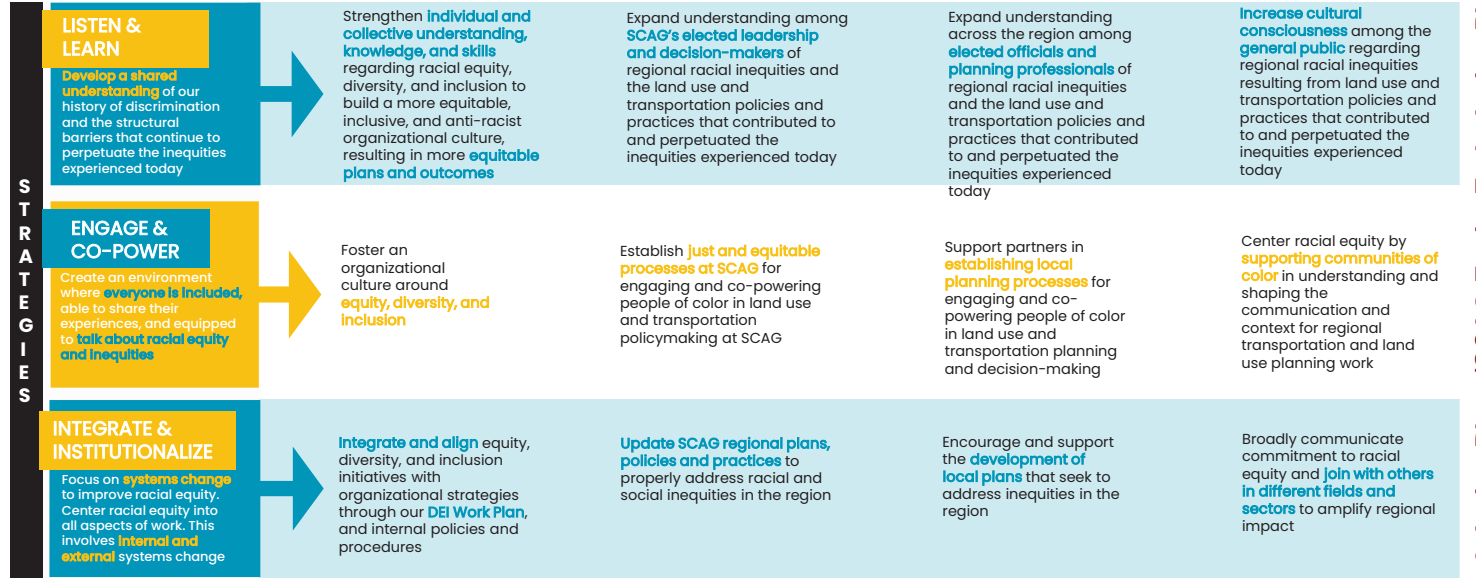 STRATEGIES
LISTEN &
LEARN
Develop a shared
understanding of our
history of discrimination
and the structural
barriers that continue to
perpetuate the inequities
experienced today
Strengthen individual and
collective understanding,
knowledge, and skills
regarding racial equity,
diversity, and inclusion to
build a more equitable,
inclusive, and anti-racist
organizational culture,
resulting in more equitable
plans and outcomes
Expand understanding among
SCAG's elected leadership
and decision-makers of
regional racial inequities and
the land use and
transportation policies and
practices that contributed to
and perpetuated the
inequities experienced today
Expand understanding
across the region among
elected officials and
planning professionals of
regional racial inequities
and the land use and
transportation policies and
practices that contributed
to and perpetuated the
inequities experienced
today
Increase cultural
consciousness among the
general public regarding
regional racial inequities
resulting from land use and
transportation policies and
practices that contributed
to and perpetuated the
inequities experienced
today
ENGAGE &
CO-POWER
Create an environment
where everyone is included,
able to share their
experiences, and equipped
to talk about racial equity
and inequities
Foster an
organizational
culture around
equity, diversity, and
inclusion
Establish just and equitable
processes at SCAG for
engaging and co-powering
people of color in land use
and transportation
policymaking at SCAG
Support partners in
establishing local
planning processes for
engaging and co-
powering people of color
in land use and
transportation planning
and decision-making
Center racial equity by
supporting communities of
color in understanding and
shaping the
communication and
context for regional
transportation and land
use planning work
INTEGRATE &
INSTITUTIONALIZE
Focus on systems change
to improve racial equity.
Center racial equity into
all aspects of work. This
involves internal and
external systems change
Integrate and align equity,
diversity, and inclusion
initiatives with
organizational strategies
through our DEI Work Plan,
and internal policies and
procedures
Update SCAG regional plans,
policies and practices to
properly address racial and
social inequities in the region
Encourage and support
the development of
local plans that seek to
address inequities in the
region
Broadly communicate
commitment to racial
equity and join with others
in different fields and
sectors to amplify regional
impact